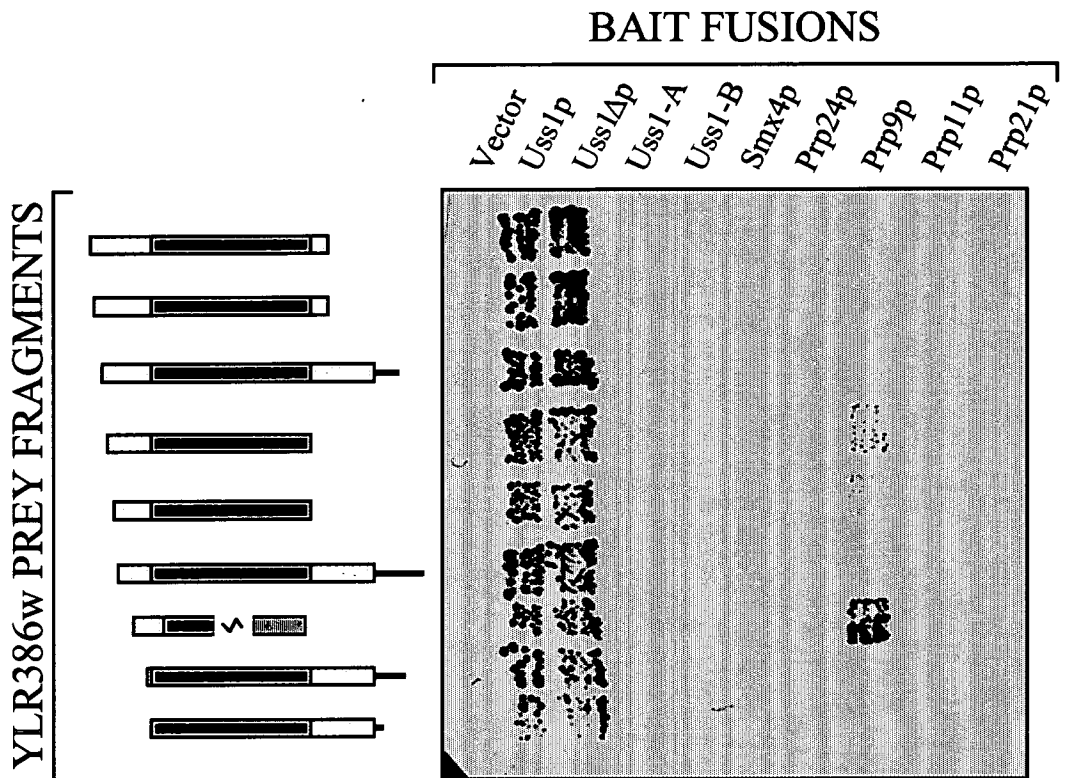 BAIT FUSIONS
Vector
Uss1p
Uss1Δp
Uss1-A
Uss1-B
Smx4p
Prp24p
Prp9p
Prp11p
Prp21p
YLR386w PREY FRAGMENTS